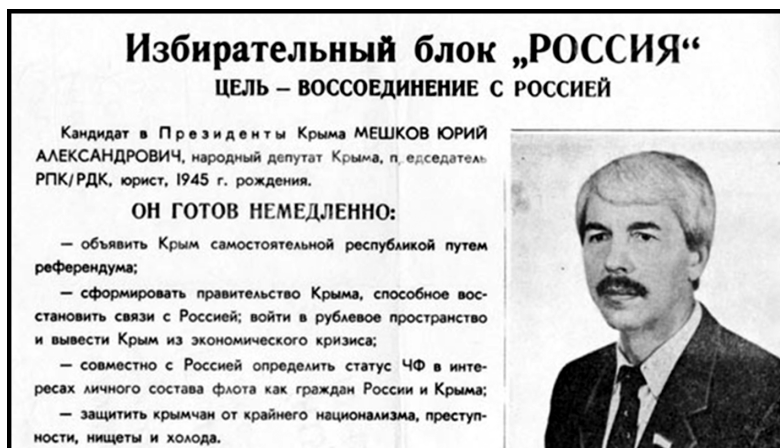 Избирательный блок „РОССИЯ“
ЦЕЛЬ – ВОССОЕДИНЕНИЕ С РОССИЕЙ
Кандидат в Президенты Крыма МЕШКОВ ЮРИЙ
АЛЕКСАНДРОВИЧ, народный депутат Крыма, п едседатель
РПК/РДК, юрист, 1945 г. рождения.
ОН ГОТОВ НЕМЕДЛЕННО:
— объявить Крым самостоятельной республикой путем
референдума;
— сформировать правительство Крыма, способное вос-
становить связи с Россией; войти в рублевое пространство
и вывести Крым из экономического кризиса;
— совместно с Россией определить статус ЧФ в инте-
ресах личного состава флота как граждан России и Крыма;
— защитить крымчан от крайнего национализма, преступ-
ности, нищеты и холода.